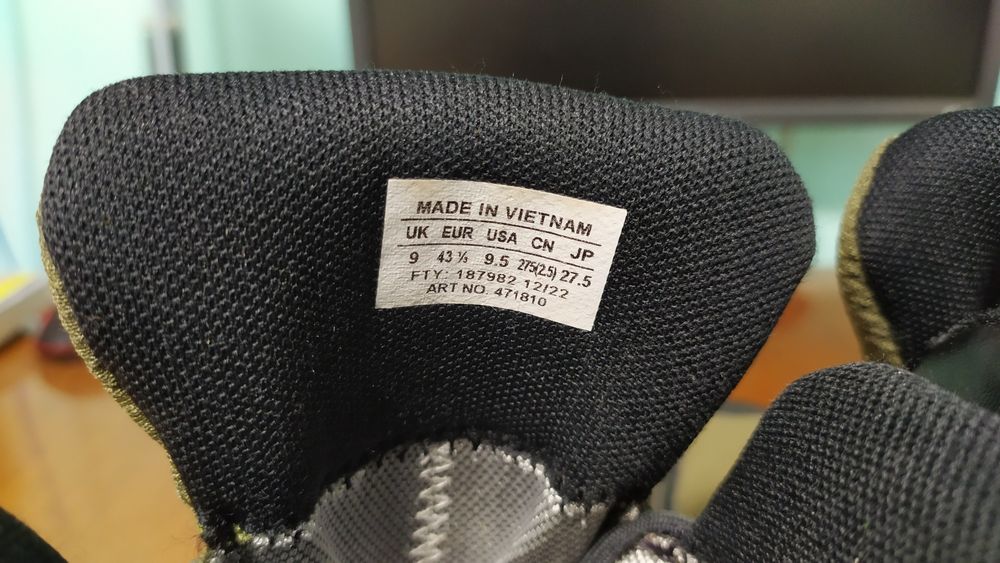 MADE IN VIETNAM
UK EUR USA CN JP
9 43 ⅓ 9.5 275(2.5) 27.5
FTY: 187982 12/22
ART NO. 471810